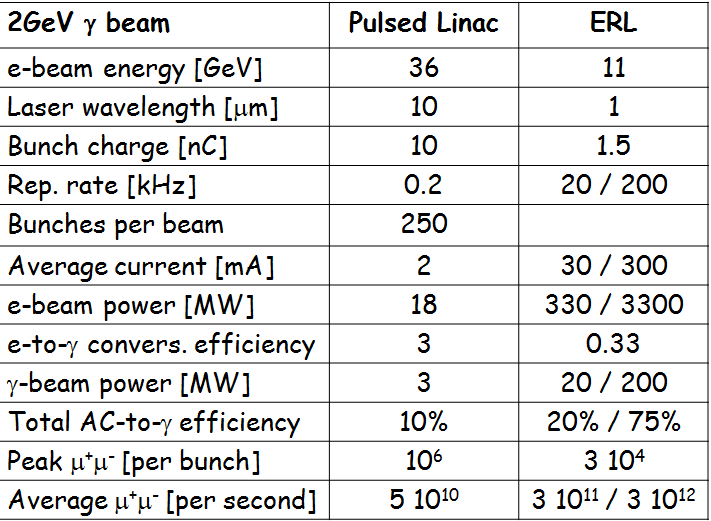 2GeV γ beam Pulsed Linac ERL
e-beam energy [GeV] 36 11
Laser wavelength [μm] 10 1
Bunch charge [nC] 10 1.5
Rep. rate [kHz] 0.2 20 / 200
Bunches per beam 250
Average current [mA] 2 30 / 300
e-beam power [MW] 18 330 / 3300
e-to-γ convers. efficiency 3 0.33
γ-beam power [MW] 3 20 / 200
Total AC-to-γ efficiency 10% 20% / 75%
Peak μ⁺μ⁻ [per bunch] 10⁶ 3 10⁴
Average μ⁺μ⁻ [per second] 5 10¹⁰ 3 10¹¹ / 3 10¹²